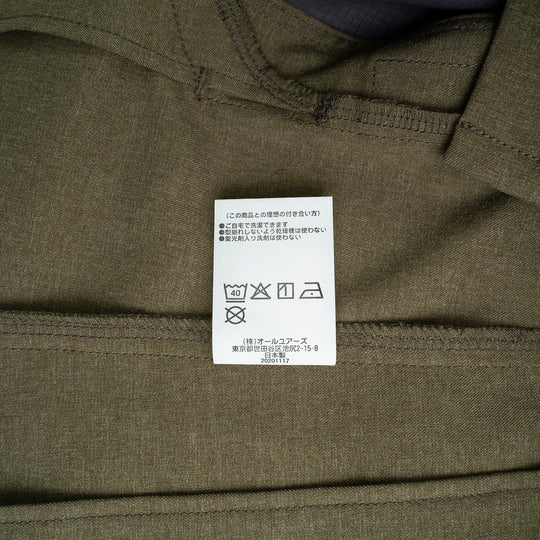 (この商品との理想の付き合い方)
●ご自宅で洗濯できます
●型崩れしないよう乾燥機は使わない
●蛍光剤入り洗剤は使わない
40
(株)オールユアーズ
東京都世田谷区池尻2-15-8
日本製
20201117